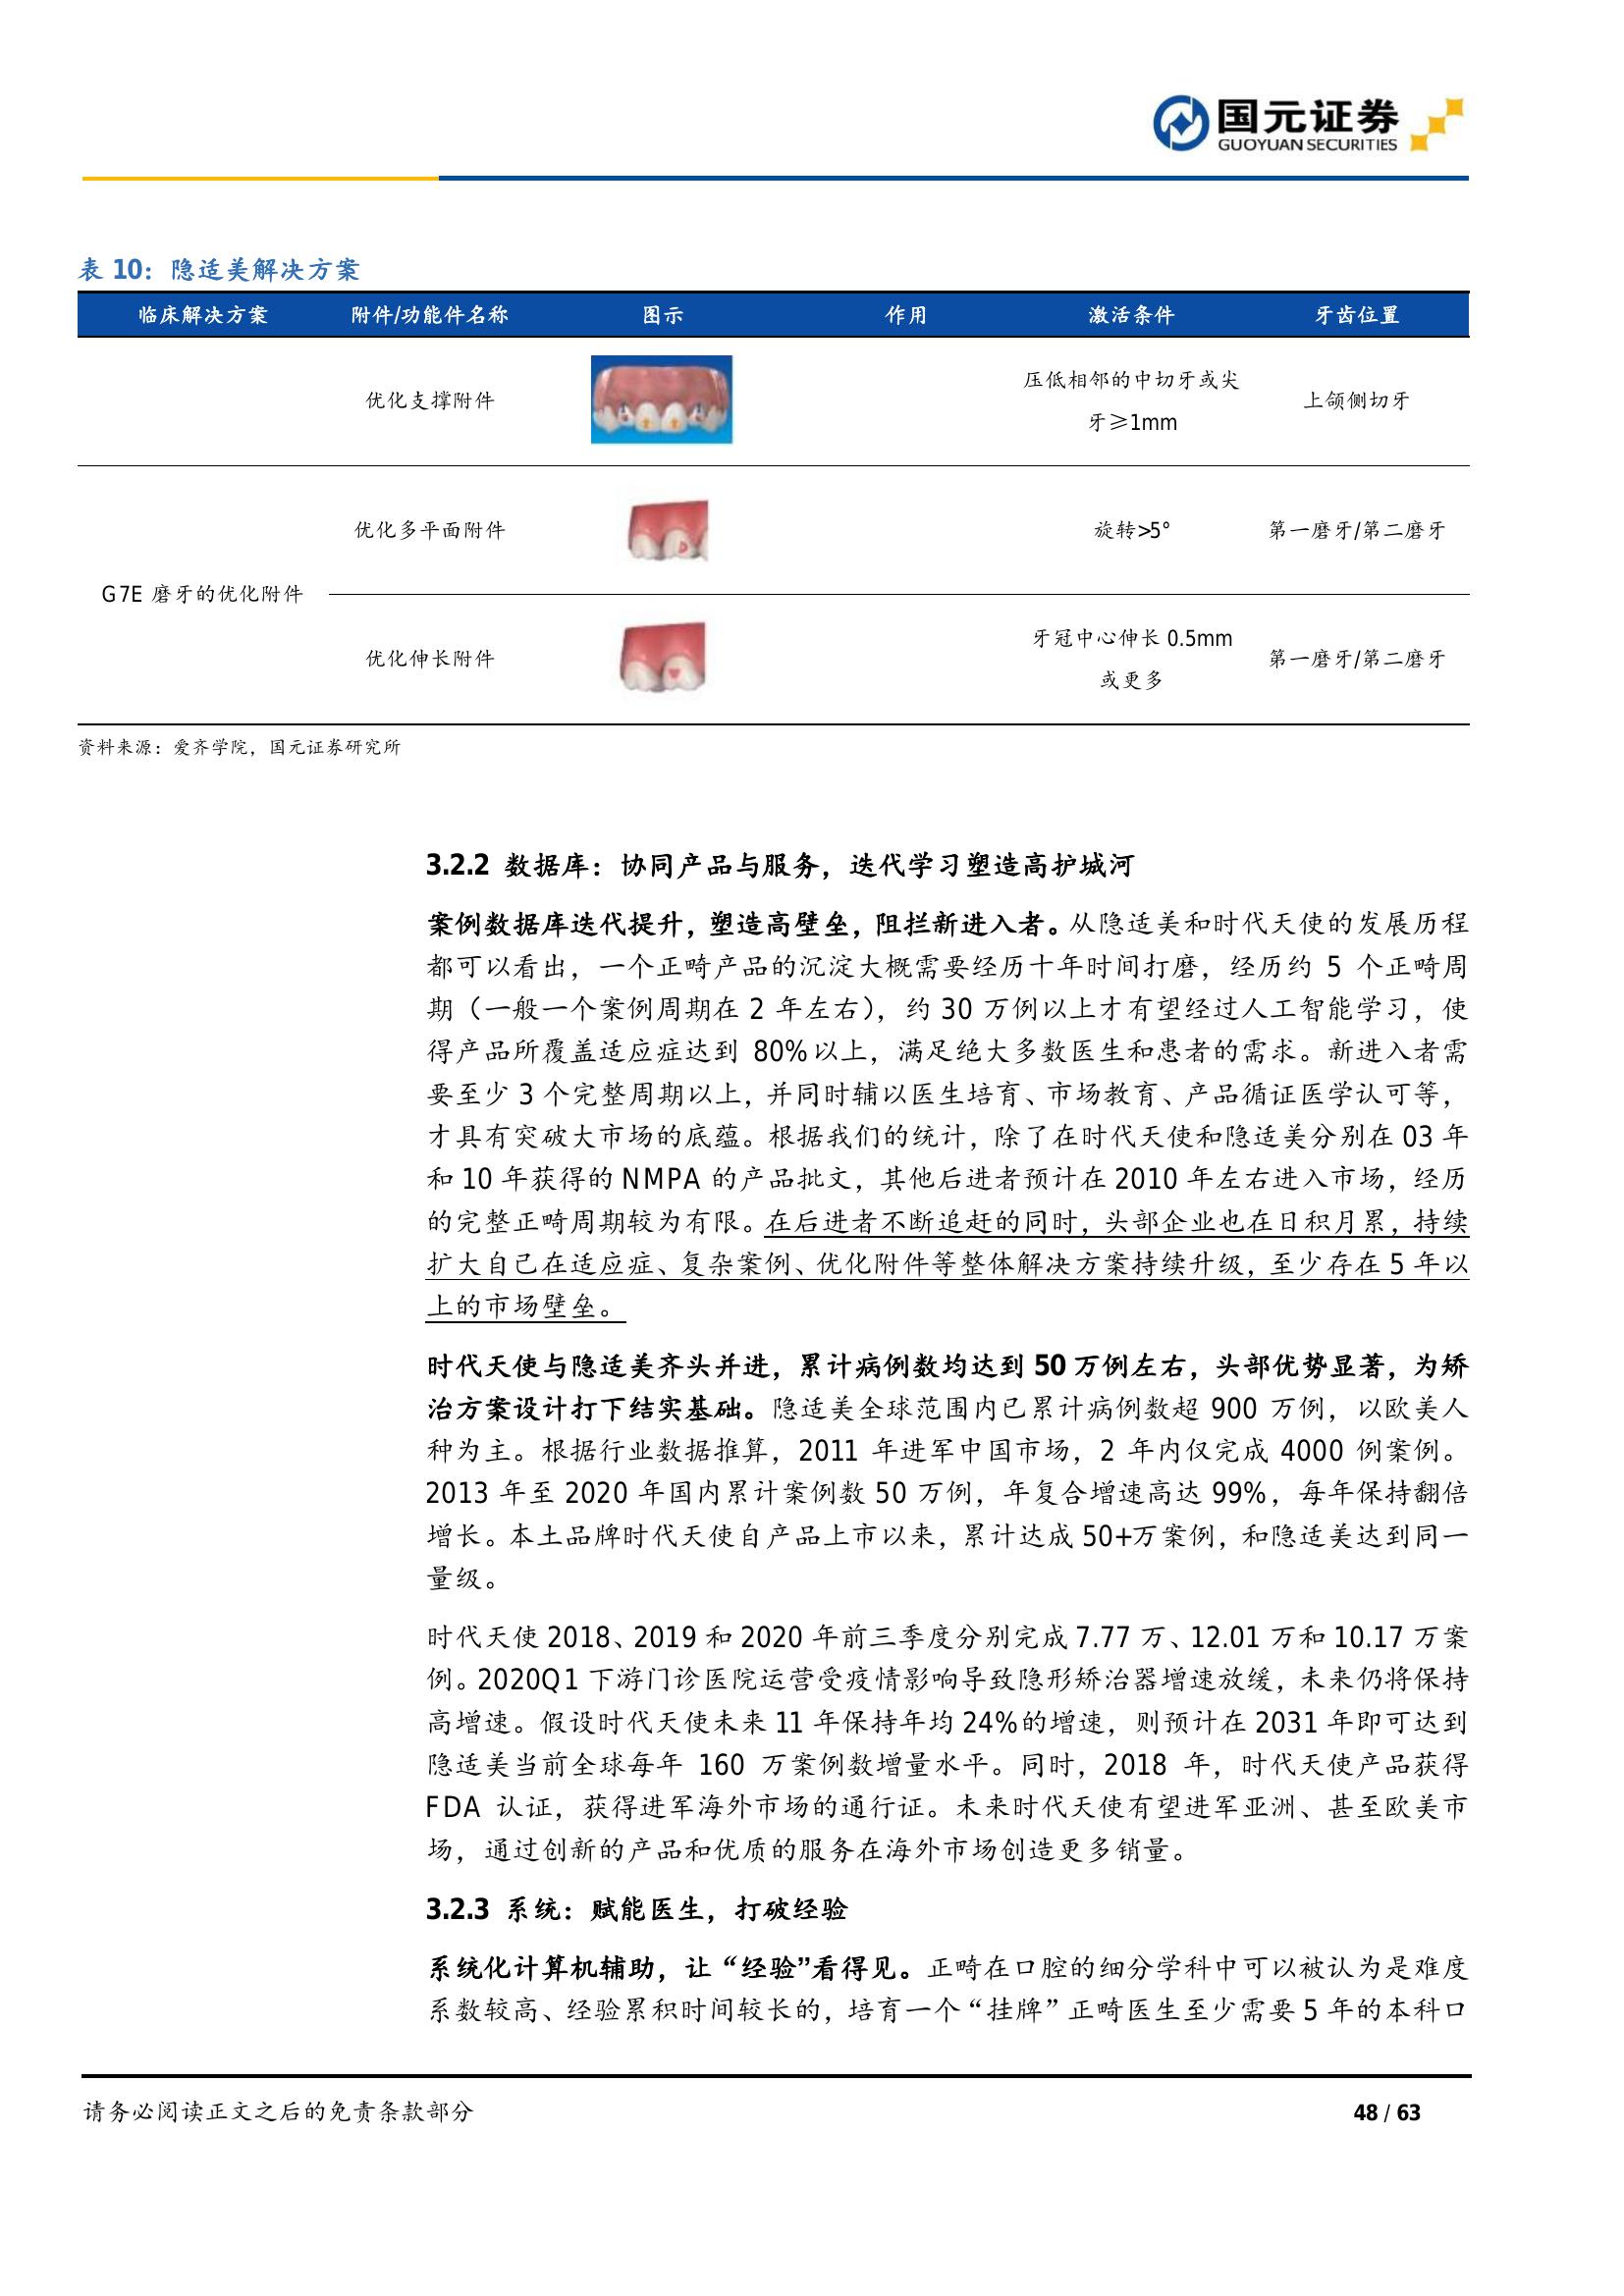 国元证券
GUOYUAN SECURITIES
表 10：隐适美解决方案
临床解决方案 附件/功能件名称 图示 作用 激活条件 牙齿位置
优化支撑附件 压低相邻的中切牙或尖 上颌侧切牙
牙≥1mm
优化多平面附件 旋转>5° 第一磨牙/第二磨牙
G7E 磨牙的优化附件
优化伸长附件 牙冠中心伸长 0.5mm 第一磨牙/第二磨牙
或更多
资料来源：爱齐学院，国元证券研究所
3.2.2 数据库：协同产品与服务，迭代学习塑造高护城河
案例数据库迭代提升，塑造高壁垒，阻拦新进入者。从隐适美和时代天使的发展历程
都可以看出，一个正畸产品的沉淀大概需要经历十年时间打磨，经历约 5 个正畸周
期（一般一个案例周期在 2 年左右），约 30 万例以上才有望经过人工智能学习，使
得产品所覆盖适应症达到 80%以上，满足绝大多数医生和患者的需求。新进入者需
要至少 3 个完整周期以上，并同时辅以医生培育、市场教育、产品循证医学认可等，
才具有突破大市场的底蕴。根据我们的统计，除了在时代天使和隐适美分别在 03 年
和 10 年获得的 NMPA 的产品批文，其他后进者预计在 2010 年左右进入市场，经历
的完整正畸周期较为有限。在后进者不断追赶的同时，头部企业也在日积月累，持续
扩大自己在适应症、复杂案例、优化附件等整体解决方案持续升级，至少存在 5 年以
上的市场壁垒。
时代天使与隐适美齐头并进，累计病例数均达到 50 万例左右，头部优势显著，为矫
治方案设计打下结实基础。隐适美全球范围内已累计病例数超 900 万例，以欧美人
种为主。根据行业数据推算，2011 年进军中国市场，2 年内仅完成 4000 例案例。
2013 年至 2020 年国内累计案例数 50 万例，年复合增速高达 99%，每年保持翻倍
增长。本土品牌时代天使自产品上市以来，累计达成 50+万案例，和隐适美达到同一
量级。
时代天使 2018、2019 和 2020 年前三季度分别完成 7.77 万、12.01 万和 10.17 万案
例。2020Q1 下游门诊医院运营受疫情影响导致隐形矫治器增速放缓，未来仍将保持
高增速。假设时代天使未来 11 年保持年均 24%的增速，则预计在 2031 年即可达到
隐适美当前全球每年 160 万案例数增量水平。同时，2018 年，时代天使产品获得
FDA 认证，获得进军海外市场的通行证。未来时代天使有望进军亚洲、甚至欧美市
场，通过创新的产品和优质的服务在海外市场创造更多销量。
3.2.3 系统：赋能医生，打破经验
系统化计算机辅助，让“经验”看得见。正畸在口腔的细分学科中可以被认为是难度
系数较高、经验累积时间较长的，培育一个“挂牌”正畸医生至少需要 5 年的本科口
请务必阅读正文之后的免责条款部分 48 / 63